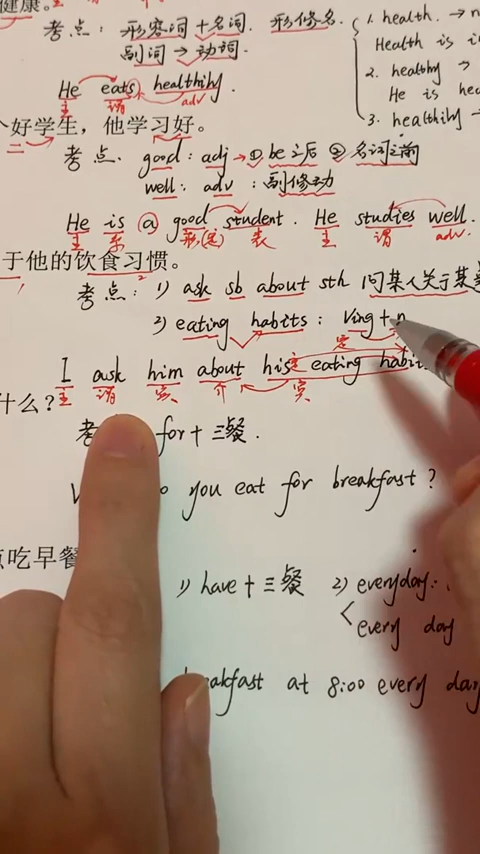 健康。
考点：形容词+名词. 形修名.
副词→动词.
1. health. → n
Health is i
2. healthy →
He is hea
3. healthily →
He eats healthily.
主 谓 adv
好学生，他学习好。
考点. good: adj → ① be之后 ② 名词之前
well: adv : 副修动
He is a good student. He studies well.
主 系 形(定) 表 主 谓 adv.
于他的饮食习惯。
考点: 1) ask sb about sth 问某人关于某
2) eating habits: Ving + n
定
I ask him about his eating habit
主 谓 宾 介 定 宾
什么？
for + 三餐.
you eat for breakfast?
点吃早餐
1) have + 三餐 2) everyday:
every day
breakfast at 8:00 every day